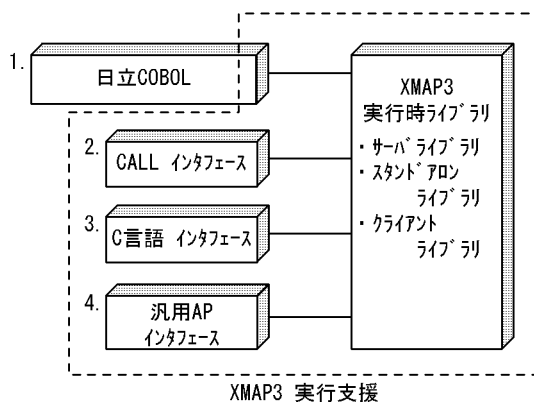 1.
日立COBOL
2.
CALL インタフェース
3.
C言語 インタフェース
4.
汎用AP
インタフェース
XMAP3
実行時ライブラリ
・サーバライブラリ
・スタンドアロン
ライブラリ
・クライアント
ライブラリ
XMAP3 実行支援